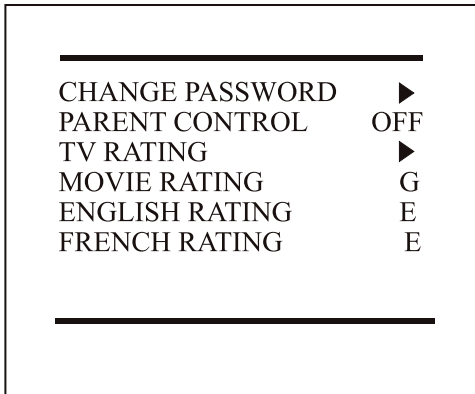 CHANGE PASSWORD ▶
PARENT CONTROL OFF
TV RATING ▶
MOVIE RATING G
ENGLISH RATING E
FRENCH RATING E